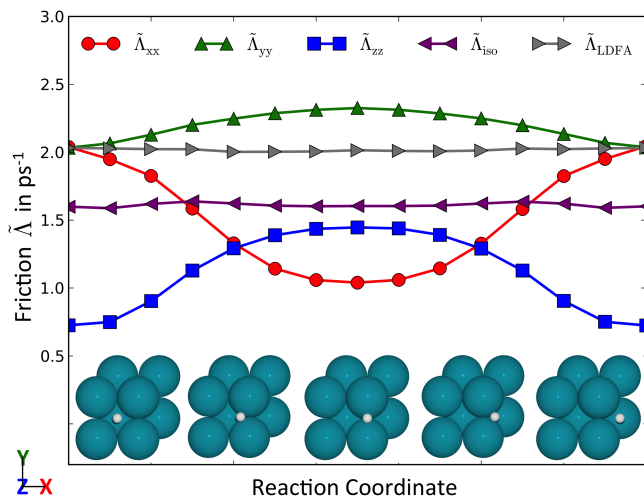 3.0
Λ̃xx Λ̃yy Λ̃zz Λ̃iso Λ̃LDFA
2.5
2.0
1.5
1.0
0.5
Friction Λ̃ in ps-1
Y
Z X
Reaction Coordinate